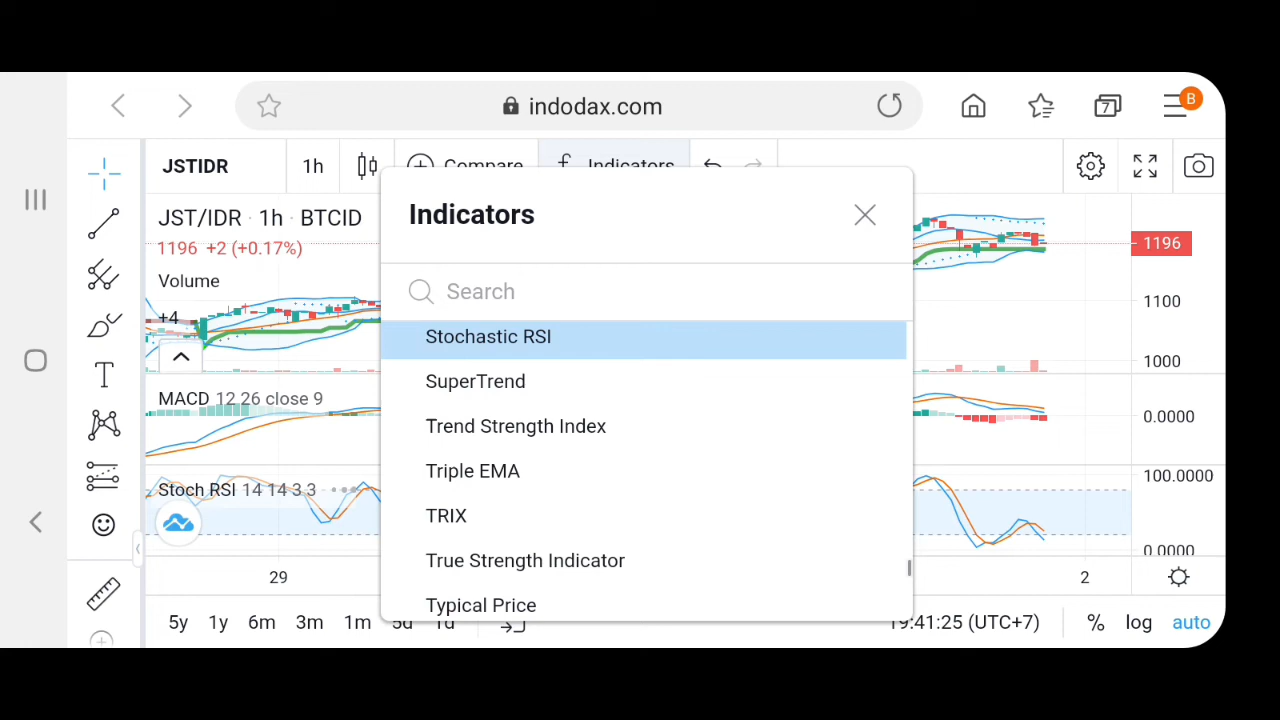 indodax.com
7
B
JSTIDR
1h
Compare
Indicators
JST/IDR · 1h · BTCID
1196 +2 (+0.17%)
Volume
+4
MACD 12 26 close 9
Stoch RSI 14 14 3 3
Indicators
Search
Stochastic RSI
SuperTrend
Trend Strength Index
Triple EMA
TRIX
True Strength Indicator
Typical Price
1196
1100
1000
0.0000
100.0000
0.0000
29
2
5y 1y 6m 3m 1m 5d 1d
19:41:25 (UTC+7) % log auto